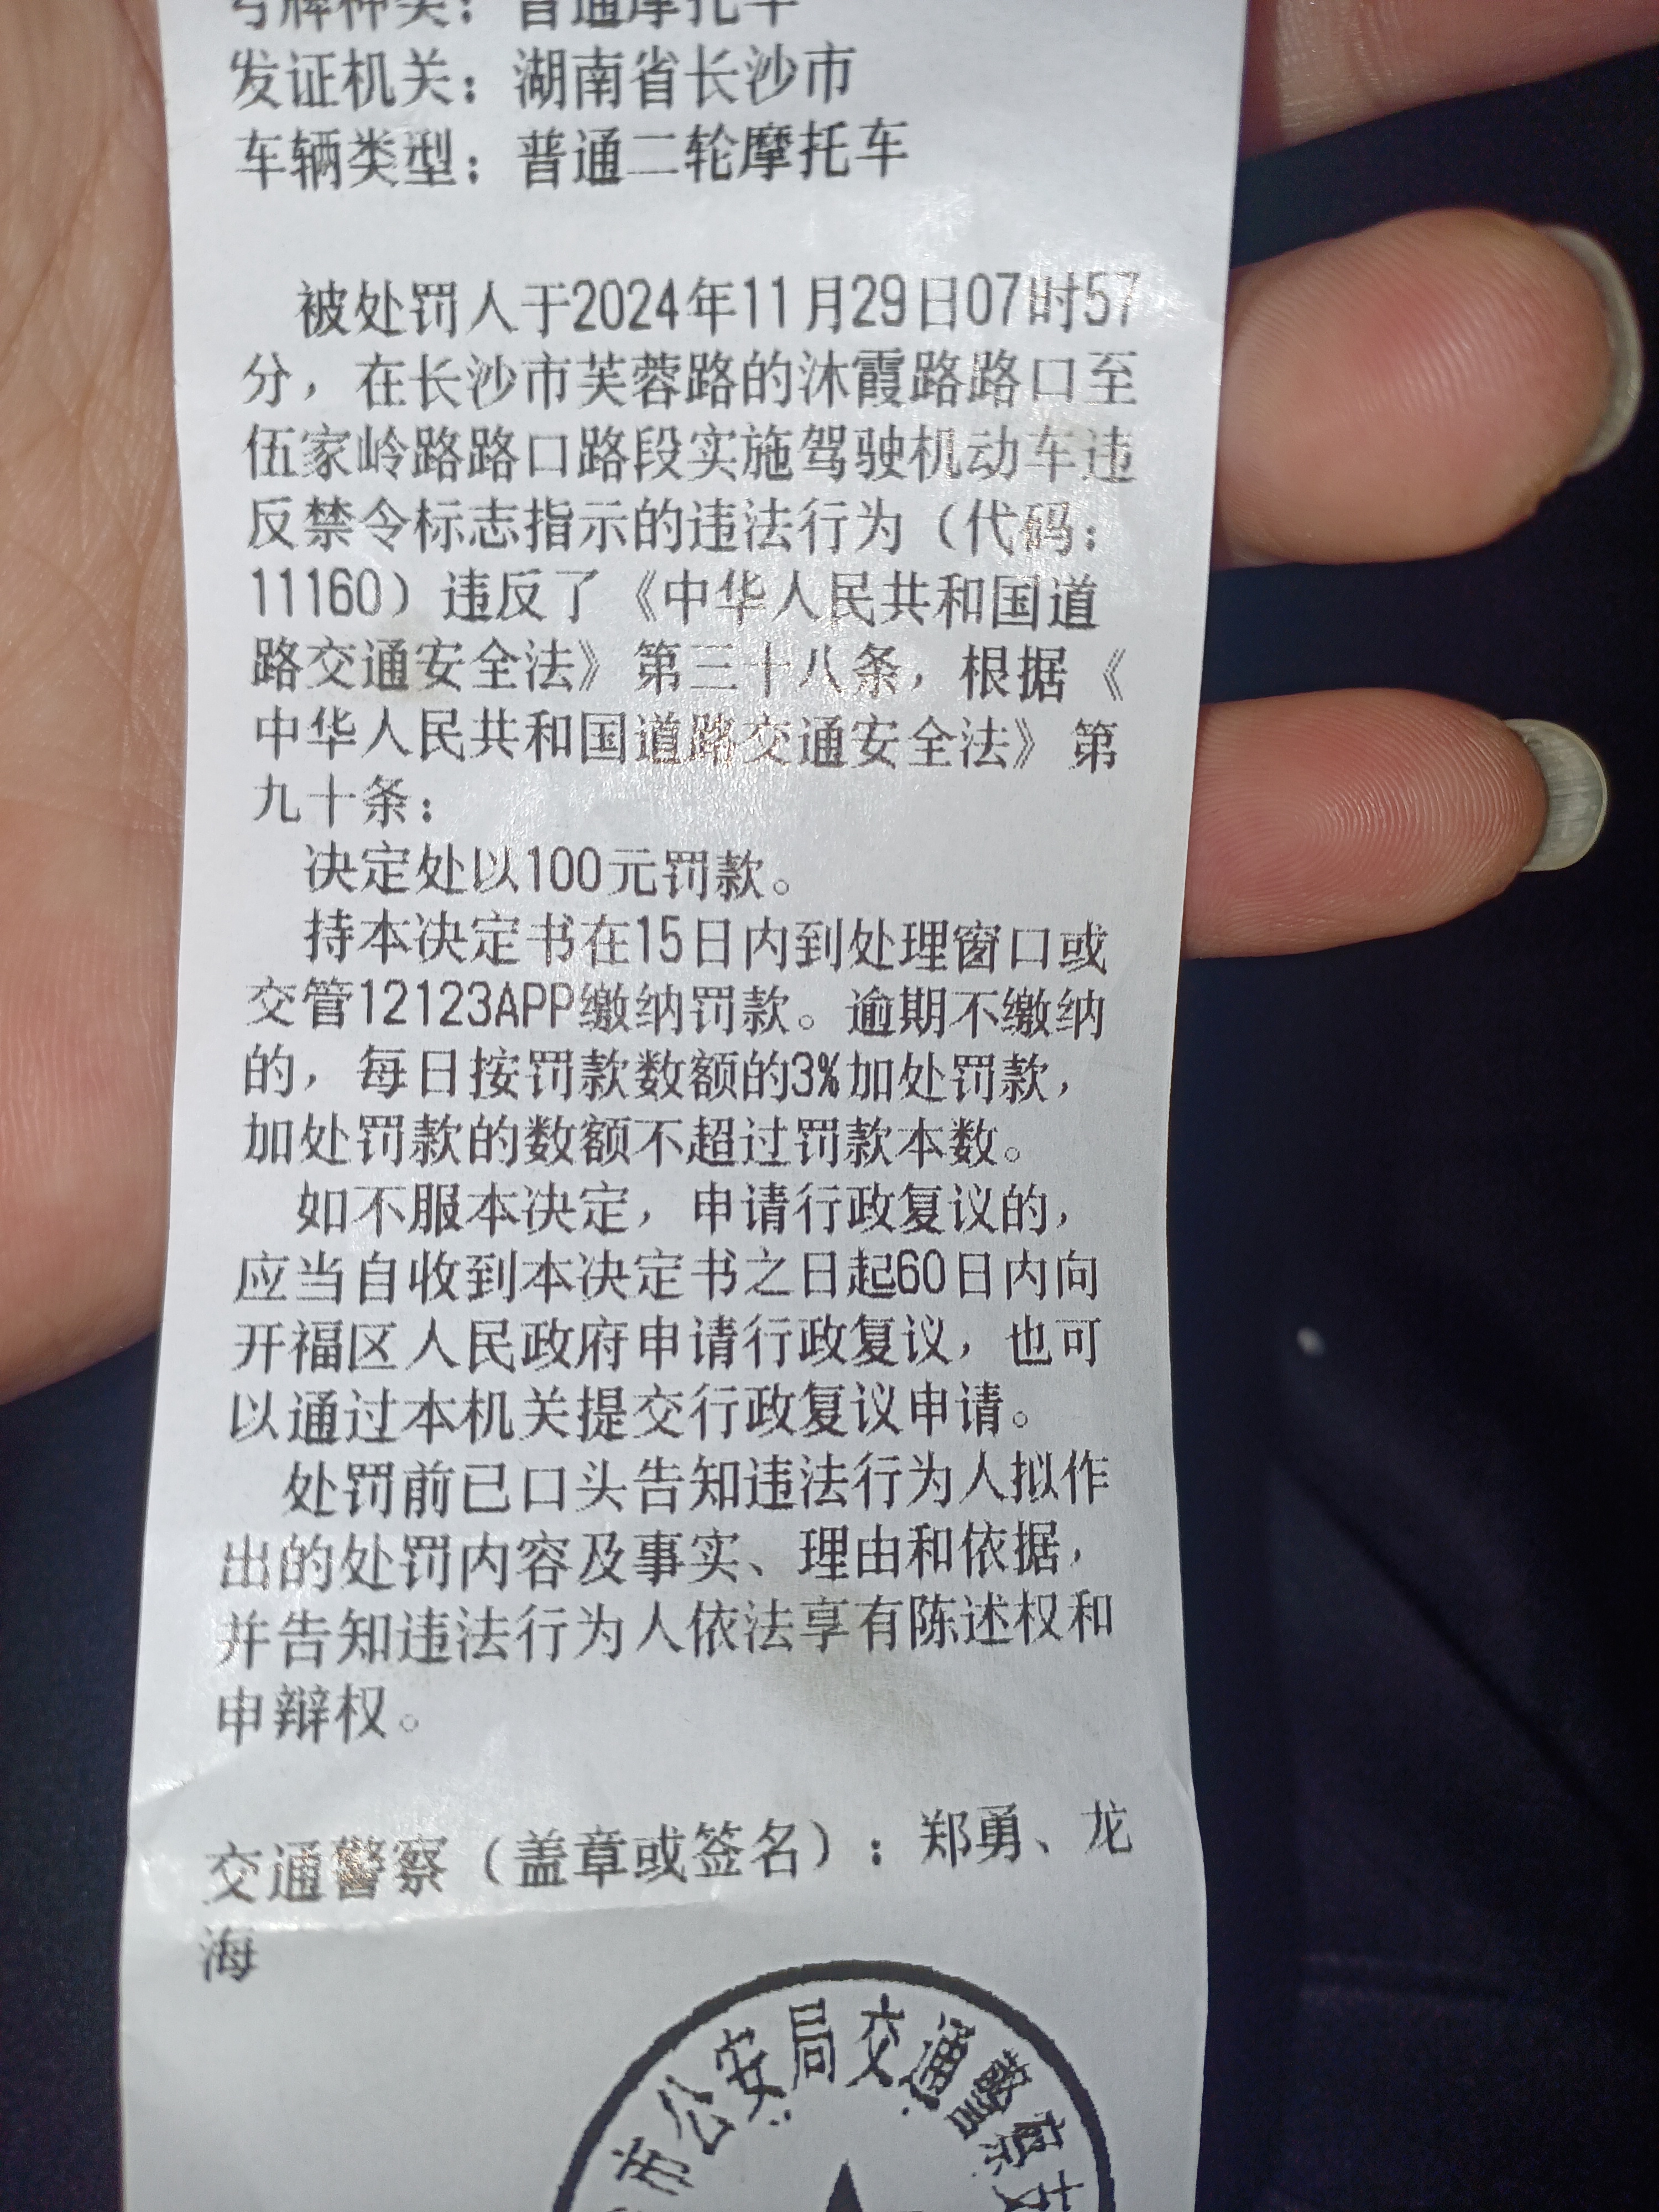 号牌种类：普通摩托车
发证机关：湖南省长沙市
车辆类型：普通二轮摩托车
被处罚人于2024年11月29日07时57
分，在长沙市芙蓉路的沐霞路路口至
伍家岭路路口路段实施驾驶机动车违
反禁令标志指示的违法行为（代码：
11160）违反了《中华人民共和国道
路交通安全法》第三十八条，根据《
中华人民共和国道路交通安全法》第
九十条：
决定处以100元罚款。
持本决定书在15日内到处理窗口或
交管12123APP缴纳罚款。逾期不缴纳
的，每日按罚款数额的3%加处罚款，
加处罚款的数额不超过罚款本数。
如不服本决定，申请行政复议的，
应当自收到本决定书之日起60日内向
开福区人民政府申请行政复议，也可
以通过本机关提交行政复议申请。
处罚前已口头告知违法行为人拟作
出的处罚内容及事实、理由和依据，
并告知违法行为人依法享有陈述权和
申辩权。
交通警察（盖章或签名）：郑勇、龙
海
市公安局交通警察支